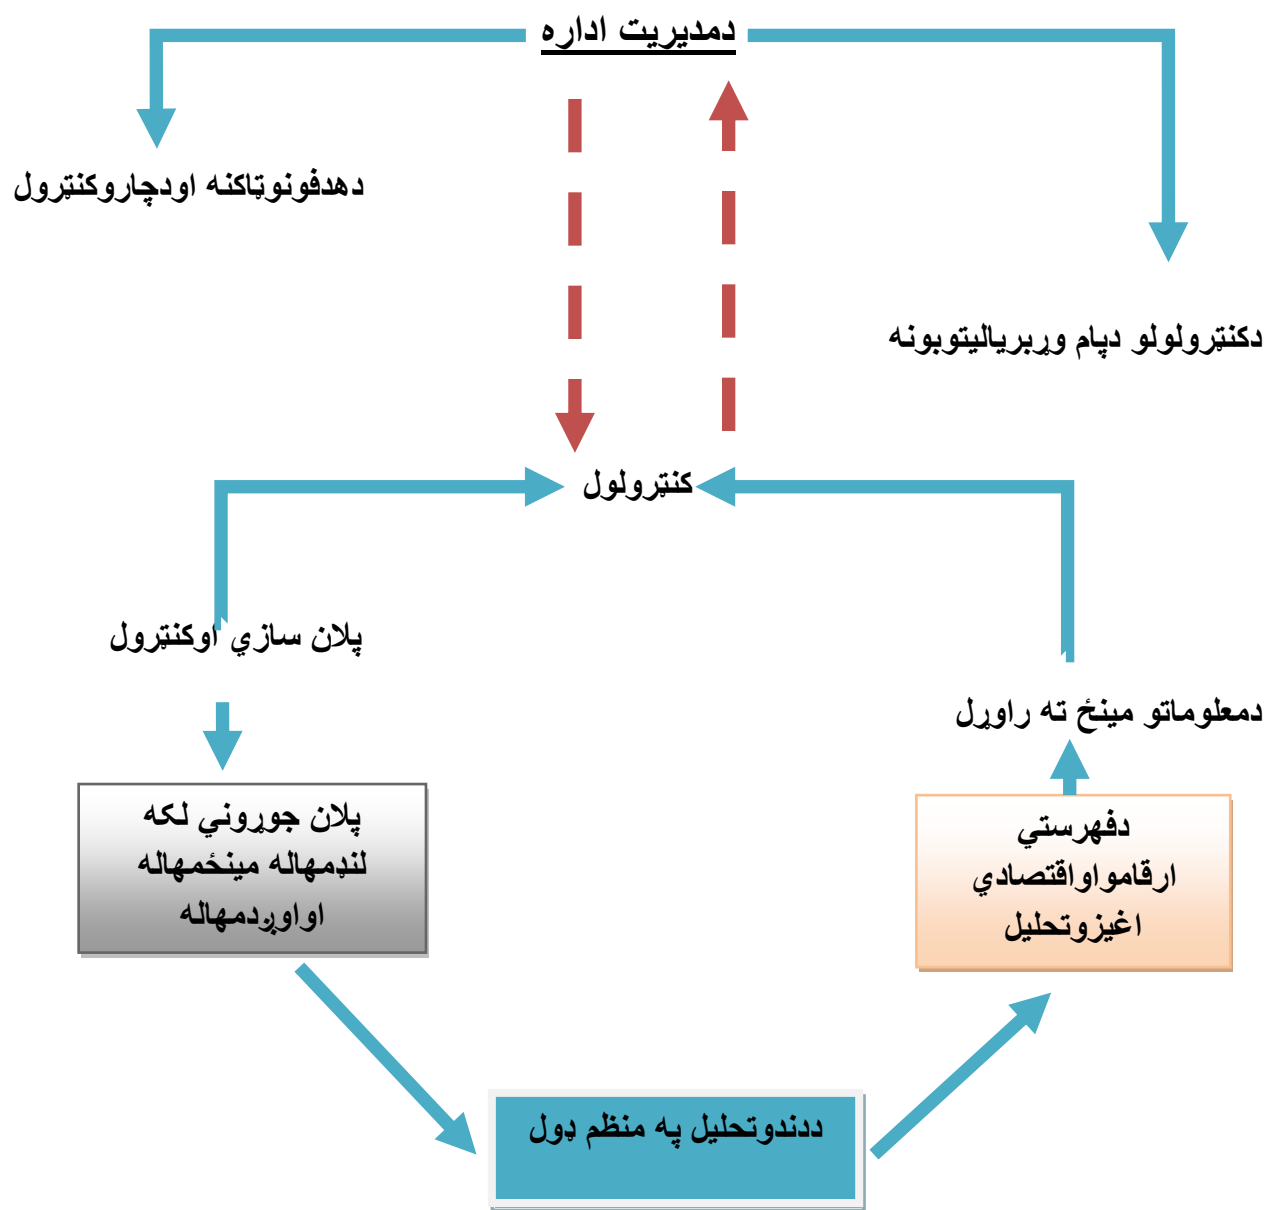 دمديريت اداره
دهدفونوټاکنه اودچاروکنټرول
دکنټرولولو دپام وړبرياليتوبونه
کنټرولول
پلان سازي اوکنټرول
دمعلوماتو مينځ ته راوړل
پلان جوړوني لکه
لنډمهاله مينځمهاله
اواوږدمهاله
دفهرستي
ارقامواواقتصادي
اغيزوتحليل
ددندوتحليل په منظم ډول